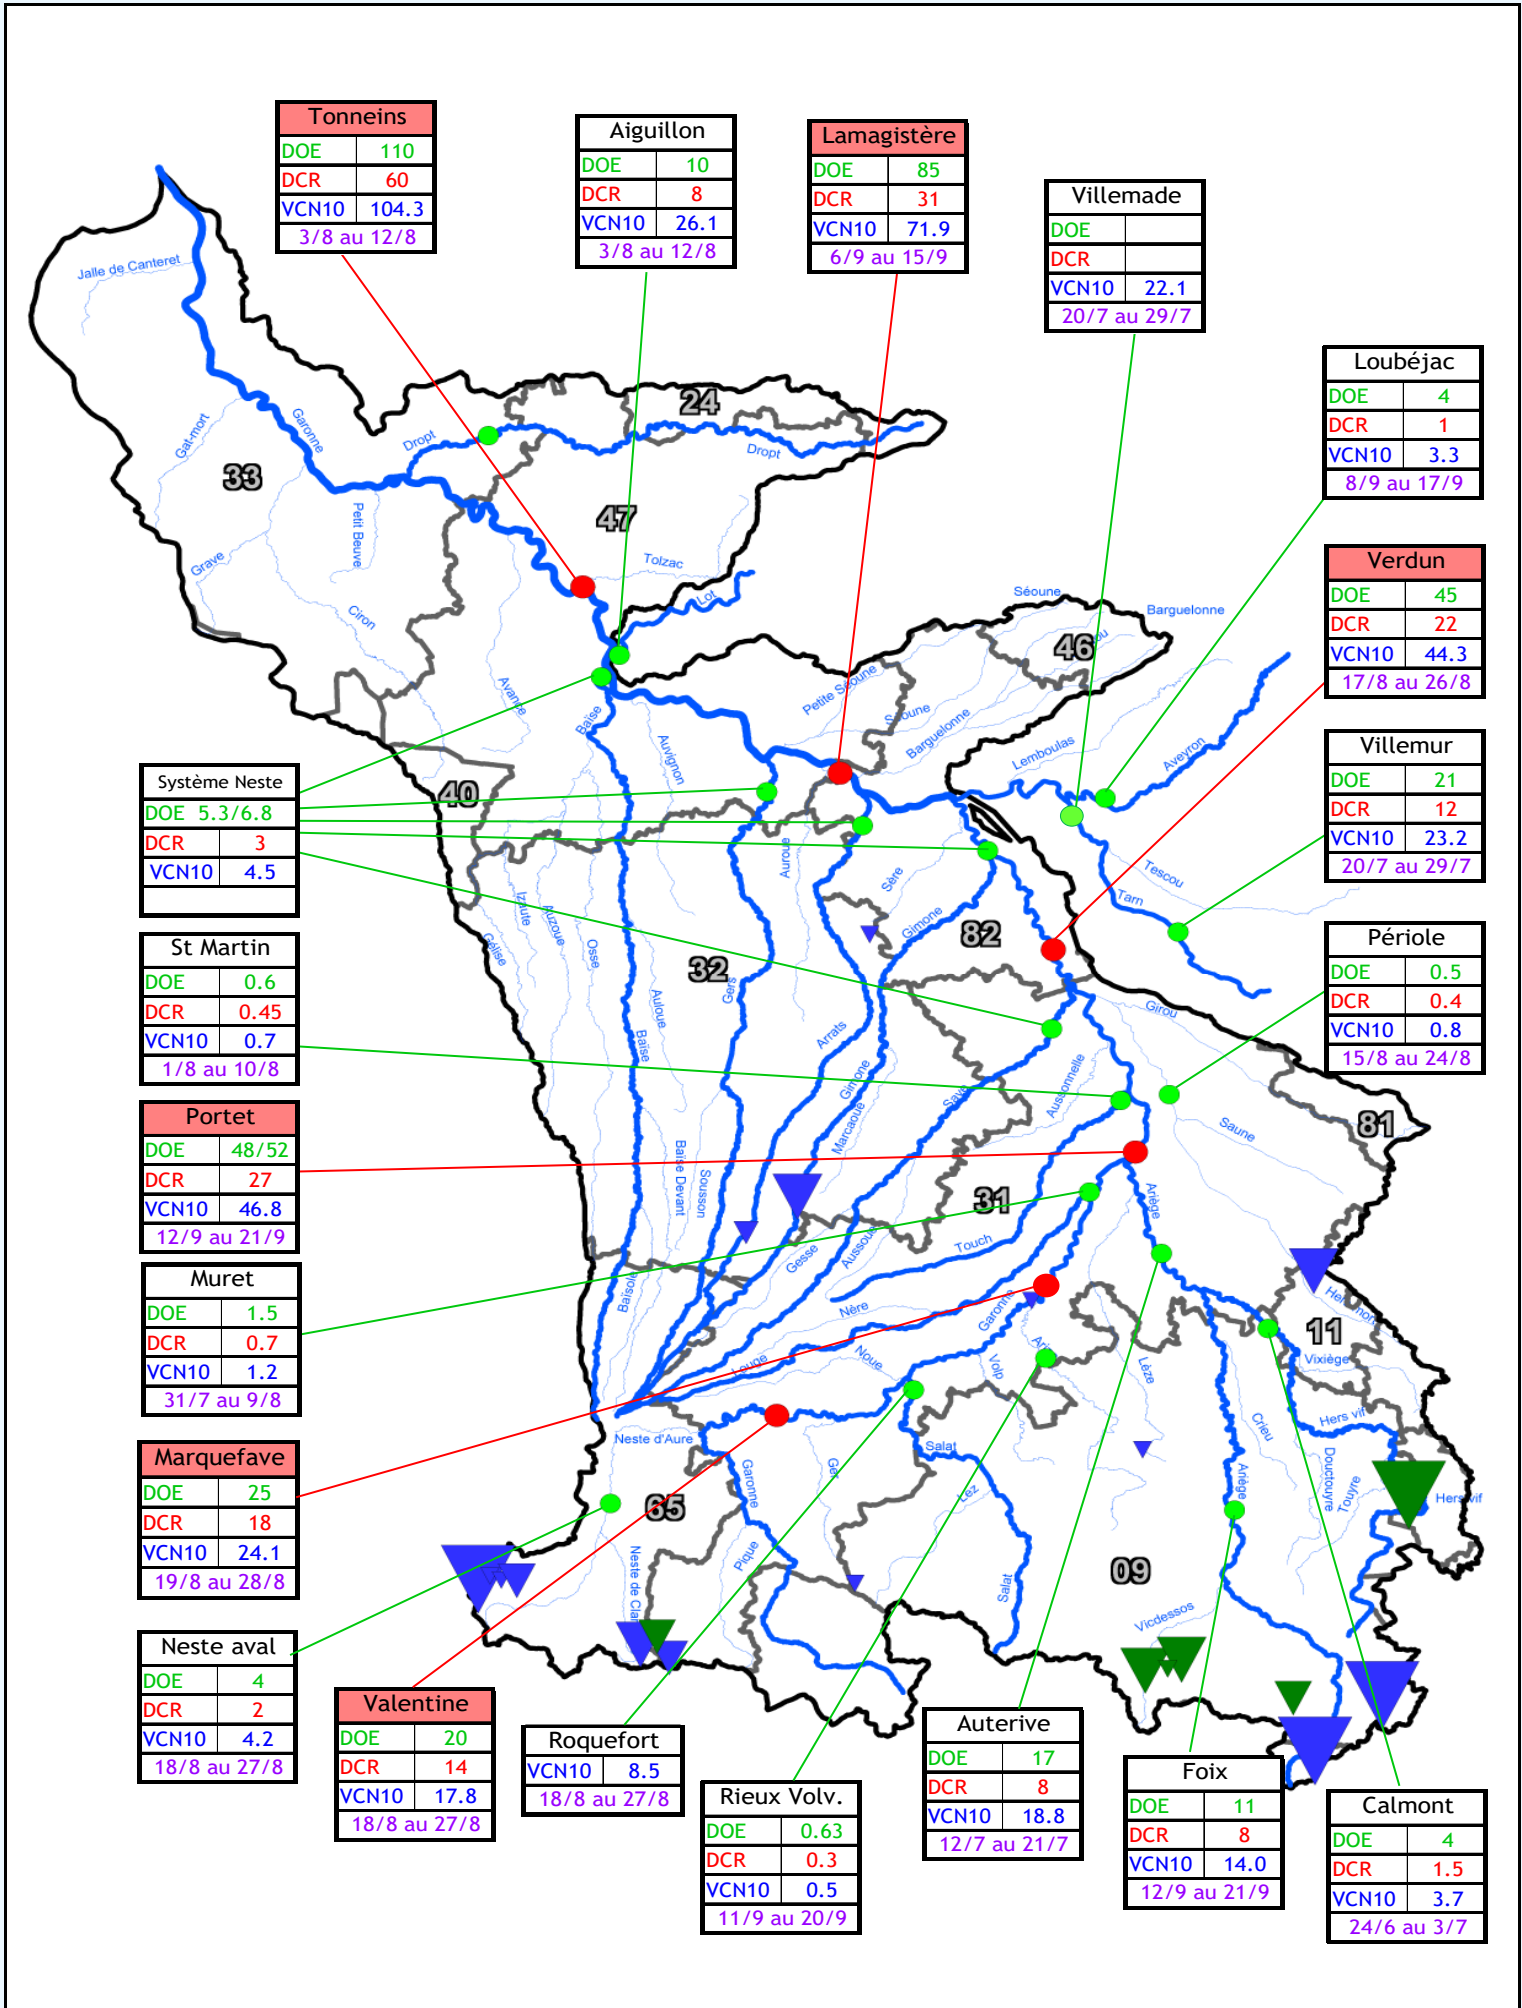 Tonneins
DOE 110
DCR 60
VCN10 104.3
3/8 au 12/8
Aiguillon
DOE 10
DCR 8
VCN10 26.1
3/8 au 12/8
Lamagistère
DOE 85
DCR 31
VCN10 71.9
6/9 au 15/9
Villemade
DOE
DCR
VCN10 22.1
20/7 au 29/7
Loubéjac
DOE 4
DCR 1
VCN10 3.3
8/9 au 17/9
Verdun
DOE 45
DCR 22
VCN10 44.3
17/8 au 26/8
Villemur
DOE 21
DCR 12
VCN10 23.2
20/7 au 29/7
Périole
DOE 0.5
DCR 0.4
VCN10 0.8
15/8 au 24/8
Système Neste
DOE 5.3/6.8
DCR 3
VCN10 4.5
St Martin
DOE 0.6
DCR 0.45
VCN10 0.7
1/8 au 10/8
Portet
DOE 48/52
DCR 27
VCN10 46.8
12/9 au 21/9
Muret
DOE 1.5
DCR 0.7
VCN10 1.2
31/7 au 9/8
Marquefave
DOE 25
DCR 18
VCN10 24.1
19/8 au 28/8
Neste aval
DOE 4
DCR 2
VCN10 4.2
18/8 au 27/8
Valentine
DOE 20
DCR 14
VCN10 17.8
18/8 au 27/8
Roquefort
VCN10 8.5
18/8 au 27/8
Rieux Volv.
DOE 0.63
DCR 0.3
VCN10 0.5
11/9 au 20/9
Auterive
DOE 17
DCR 8
VCN10 18.8
12/7 au 21/7
Foix
DOE 11
DCR 8
VCN10 14.0
12/9 au 21/9
Calmont
DOE 4
DCR 1.5
VCN10 3.7
24/6 au 3/7
Jalle de Canteret
Gat-mort
Garonne
Dropt
Dropt
24
33
47
Petit Beuve
Grave
Ciron
Tolzac
Lot
Avance
Baïse
Auvignon
Séoune
Barguelonne
46
Petite Séoune
Séoune
Barguelonne
Lemboulas
Aveyron
40
Izaute
Auzoue
Gélise
Osse
Auloue
Baïse
32
Gers
Auroue
Sère
Gimone
82
Tescou
Tarn
Girou
Arrats
Gimone
Marcaoue
Save
Aussonnelle
Saune
81
Baïse Devant
Sousson
31
Ariège
Touch
Gesse
Aussoue
Baïsole
Nère
Louge
Noue
Garonne
Volp
Lèze
11
Vixiège
Hers vif
Crieu
Douctouyre
Touyre
Hers vif
Neste d'Aure
Garonne
Ger
Salat
Lez
65
Pique
Salat
Ariège
09
Vicdessos